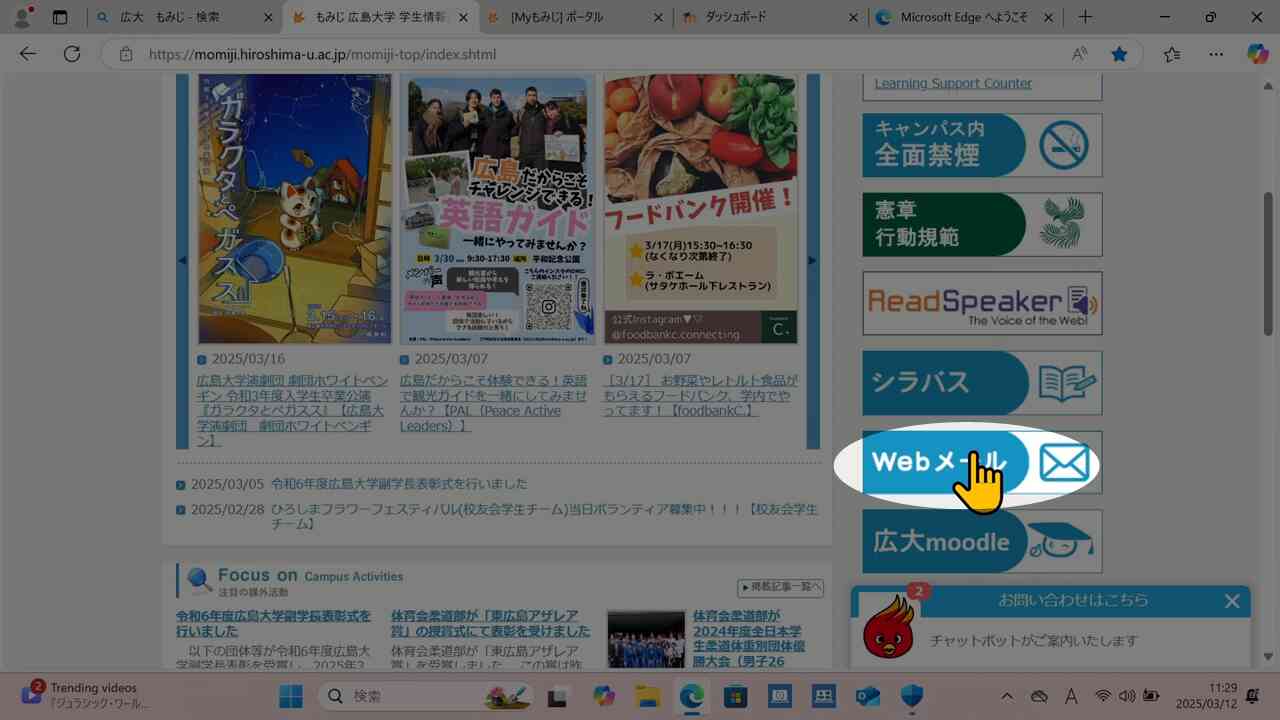 広大 もみじ - 検索
もみじ 広島大学 学生情報
[Myもみじ] ポータル
ダッシュボード
Microsoft Edge へようこそ
https://momiji.hiroshima-u.ac.jp/momiji-top/index.shtml
Learning Support Counter
キャンパス内
全面禁煙
憲章
行動規範
ReadSpeaker
The Voice of the Web!
シラバス
Webメール
広大moodle
ガラクタとペガスス
広島だからこそ
チャレンジできる!
英語ガイド
一緒にやってみませんか?
日時 3/30 9:30-17:30 場所 平和記念公園
メンバーの声
フードバンク開催!
3/17(月)15:30~16:30
(なくなり次第終了)
ラ・ボエーム
(サタケホール下レストラン)
公式Instagram♥♡
@foodbankc.connecting
C.
2025/03/16
広島大学演劇団 劇団ホワイトペン
ギン 令和3年度入学生卒業公演
『ガラクタとペガスス』【広島大
学演劇団 劇団ホワイトペンギ
ン】
2025/03/07
広島だからこそ体験できる!英語
で観光ガイドを一緒にしてみませ
んか?【PAL(Peace Active
Leaders)】
2025/03/07
[3/17] お野菜やレトルト食品が
もらえるフードバンク、学内でや
ってます!【foodbankC.】
2025/03/05 令和6年度広島大学副学長表彰式を行いました
2025/02/28 ひろしまフラワーフェスティバル(校友会学生チーム)当日ボランティア募集中!!!【校友会学生
チーム】
Focus on Campus Activities
注目の課外活動
掲載記事一覧へ
令和6年度広島大学副学長表彰式を
行いました
以下の団体等が令和6年度広島大
学副学長表彰を受賞し、2025年3
体育会柔道部が「東広島アザレア
賞」の授賞式にて表彰を受けました
体育会柔道部が「東広島アザレア
賞」を受賞しました。この賞は昨
体育会柔道部が
2024年度全日本学
生柔道体重別団体優
勝大会(男子26
2
お問い合わせはこちら
チャットボットがご案内いたします
2
Trending videos
『ジュラシック・ワール...
検索
A
11:29
2025/03/12